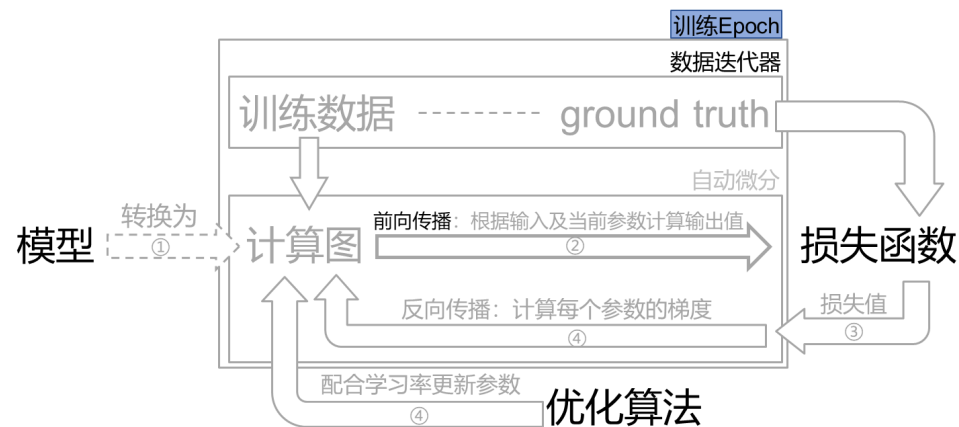 训练Epoch
数据迭代器
训练数据 --------- ground truth
自动微分
转换为
①
模型
计算图
前向传播：根据输入及当前参数计算输出值
②
损失函数
反向传播：计算每个参数的梯度
④
损失值
③
配合学习率更新参数
④
优化算法